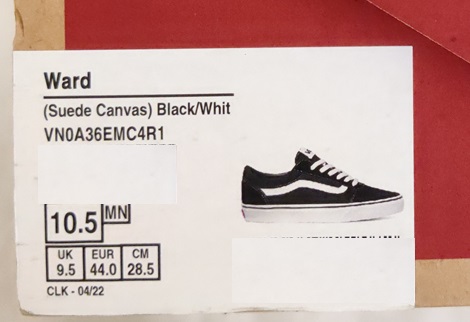 Ward
(Suede Canvas) Black/Whit
VN0A36EMC4R1
10.5 MN
UK EUR CM
9.5 44.0 28.5
CLK - 04/22